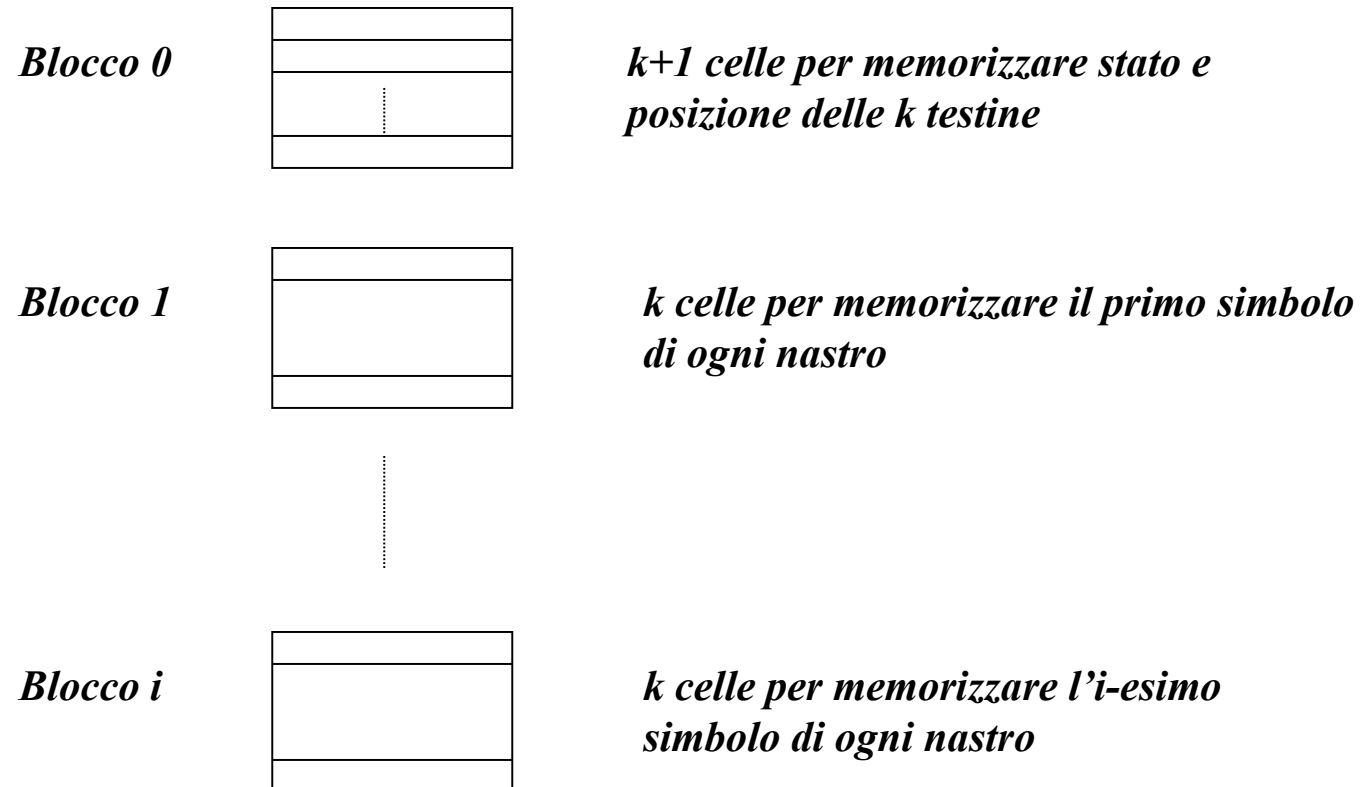 Blocco 0
k+1 celle per memorizzare stato e
posizione delle k testine
Blocco 1
k celle per memorizzare il primo simbolo
di ogni nastro
Blocco i
k celle per memorizzare l’i-esimo
simbolo di ogni nastro